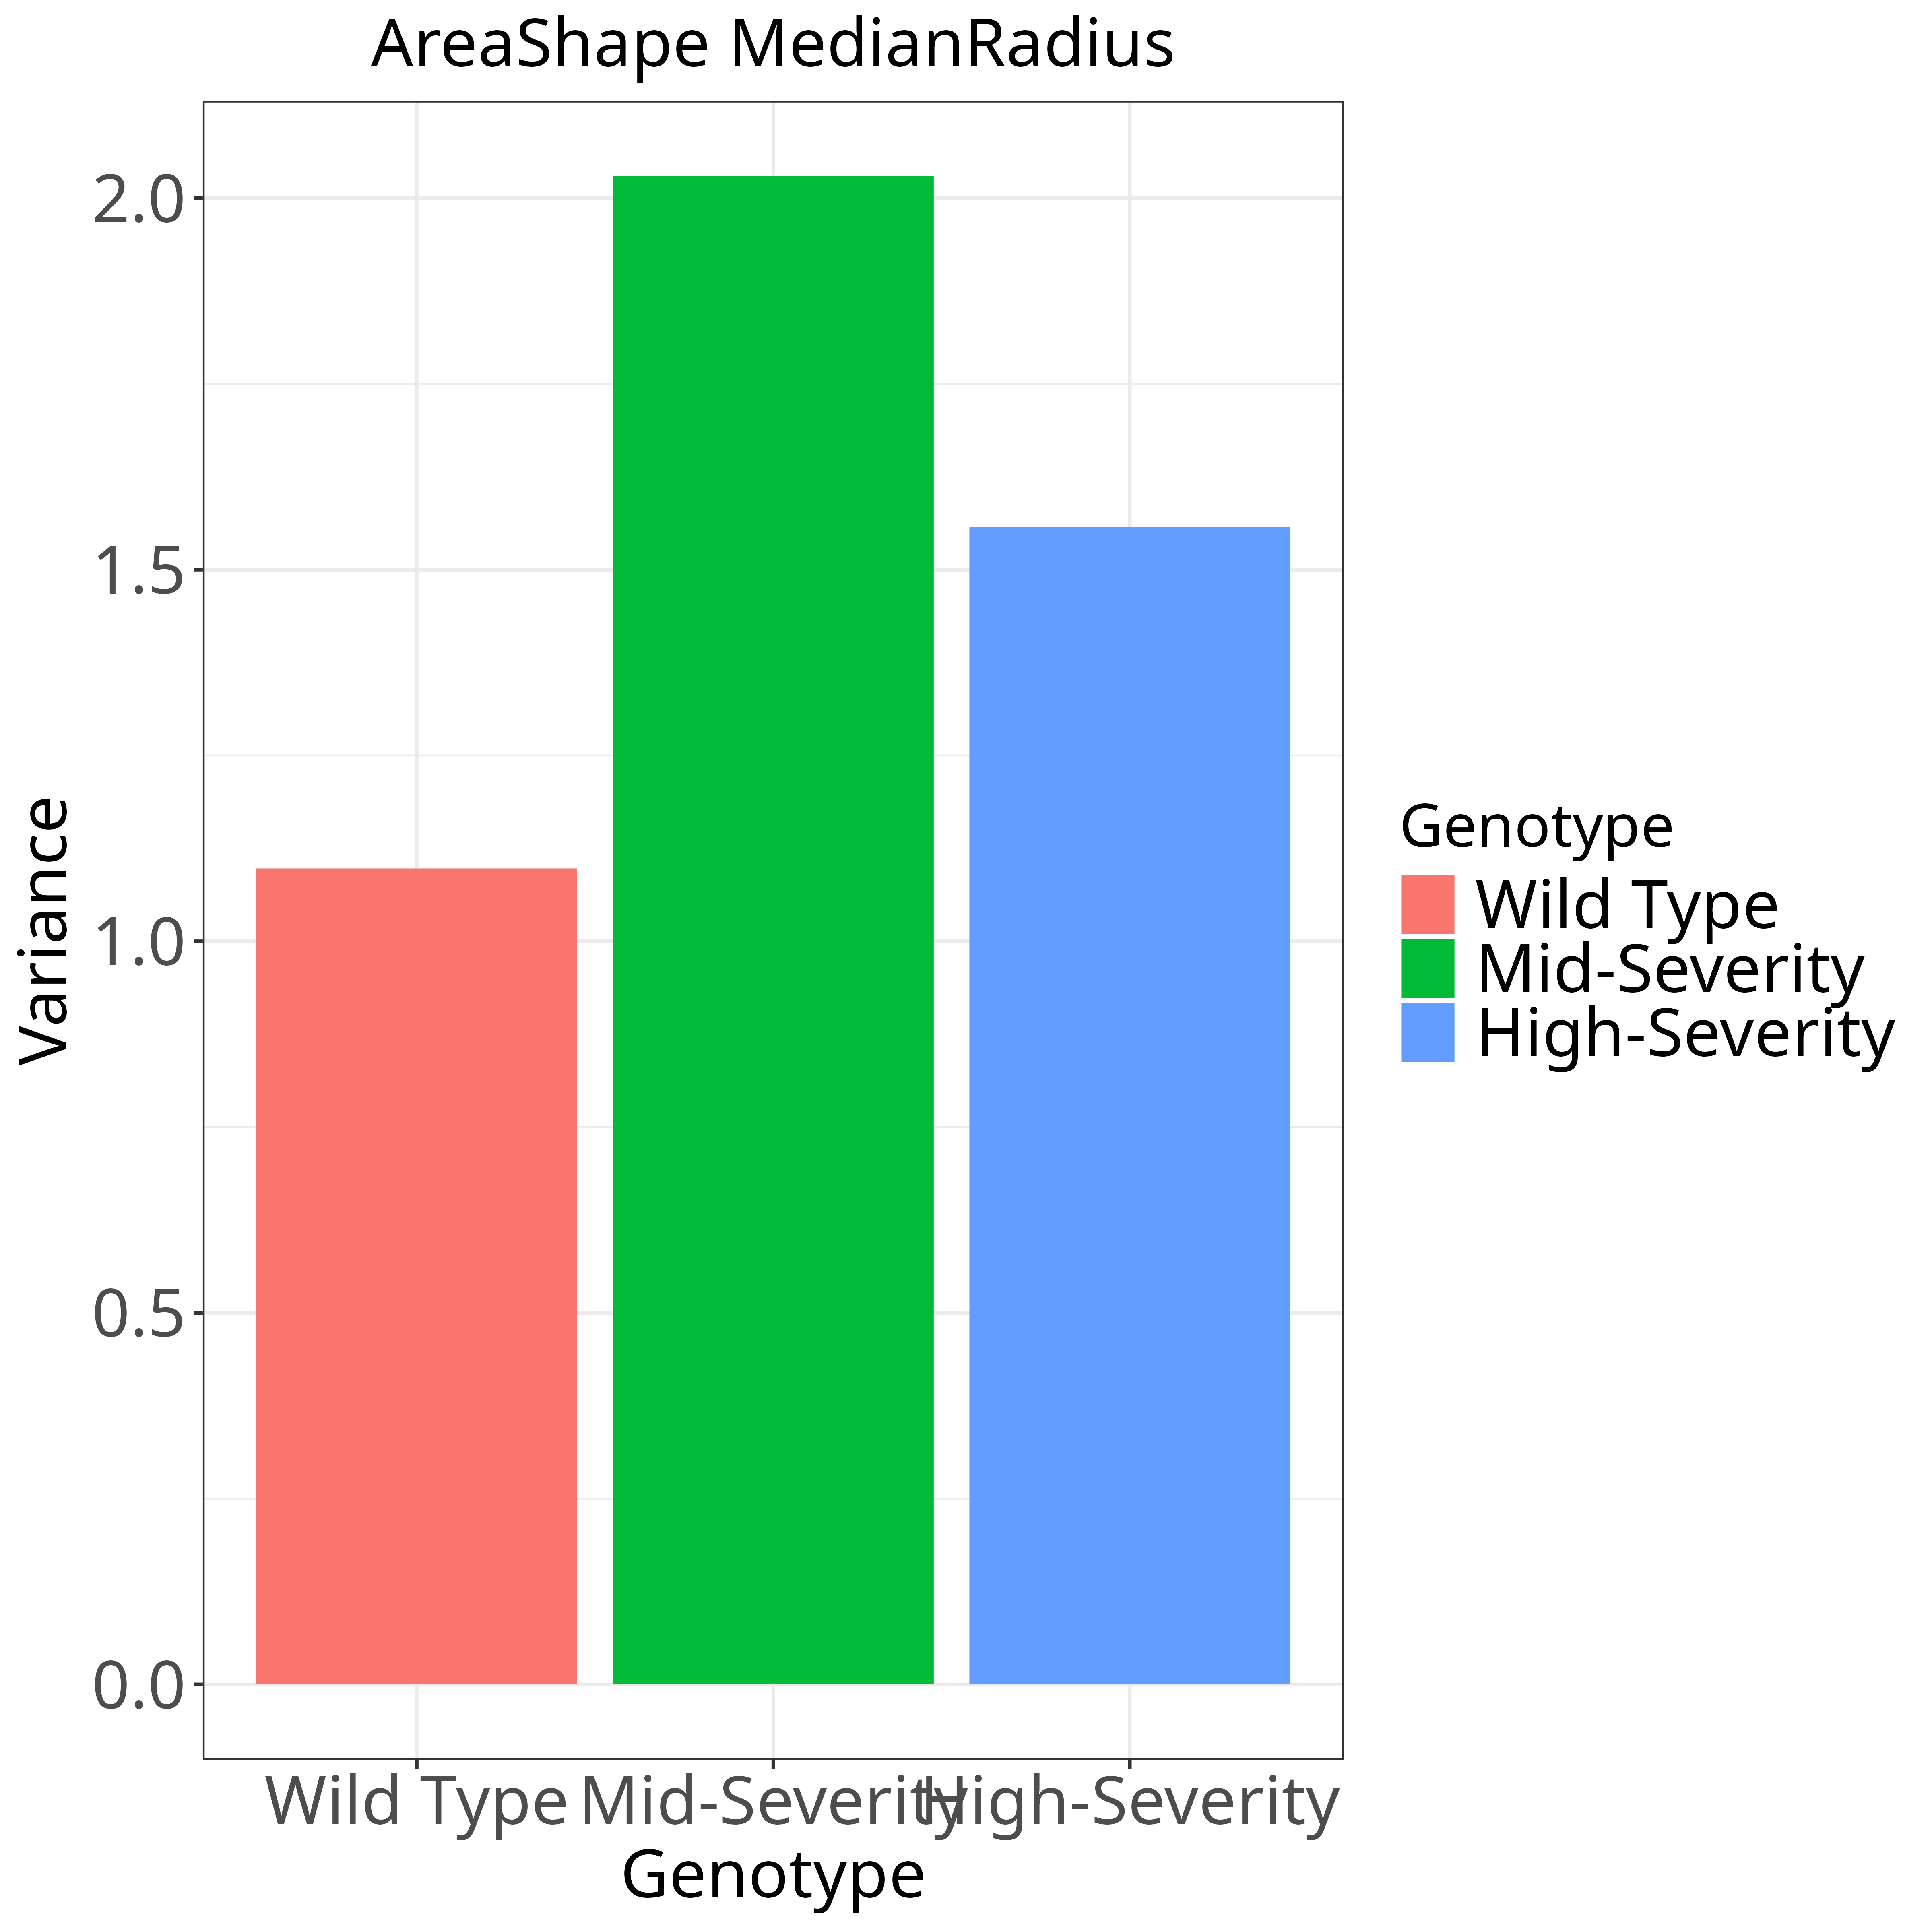 AreaShape MedianRadius
Variance
2.0
1.5
1.0
0.5
0.0
Wild Type Mid-Severity High-Severity
Genotype
Genotype
Wild Type
Mid-Severity
High-Severity